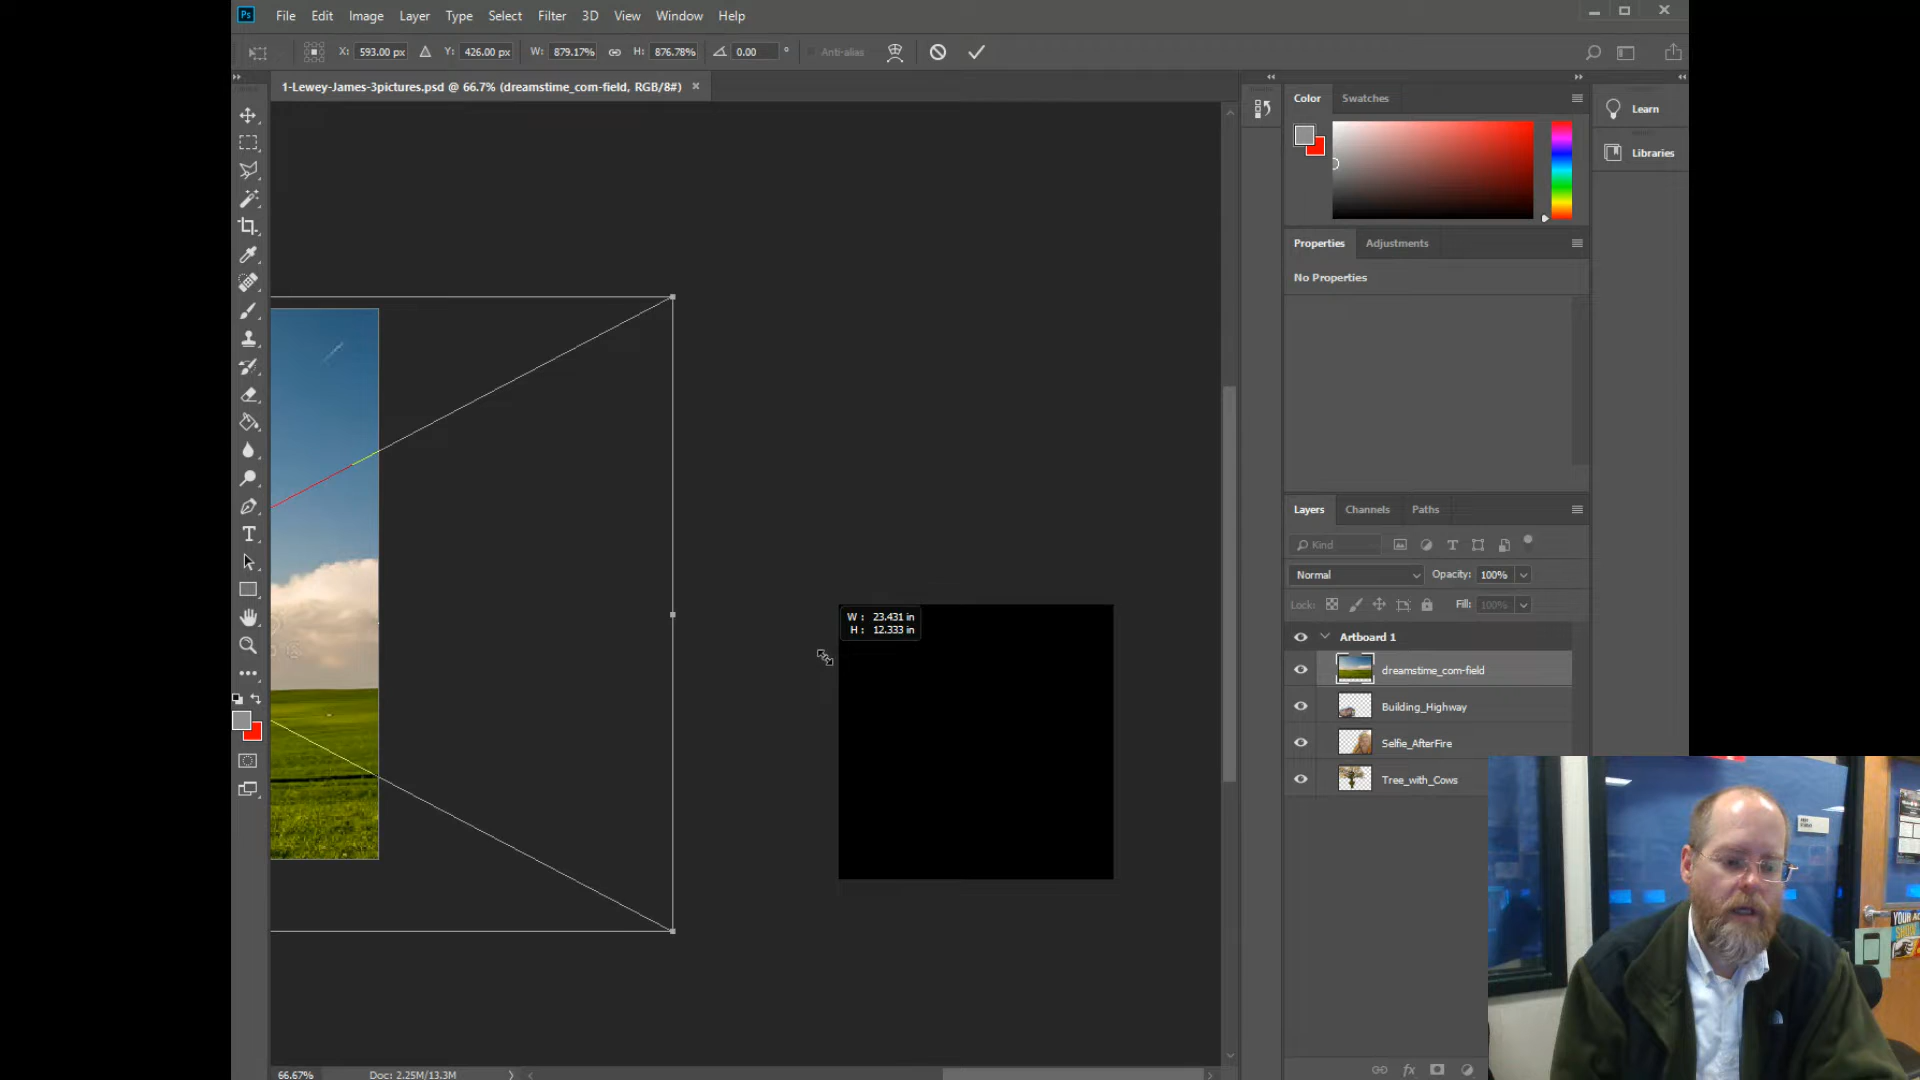 Ps File Edit Image Layer Type Select Filter 3D View Window Help
X: 593.00 px Y: 426.00 px W: 879.17% H: 876.78% 0.00 ° Anti-alias
1-Lewey-James-3pictures.psd @ 66.7% (dreamstime_com-field, RGB/8#) ×
Color Swatches
Learn
Libraries
Properties Adjustments
No Properties
Layers Channels Paths
Kind
Normal Opacity: 100%
Lock: Fill: 100%
Artboard 1
dreamstime_com-field
Building_Highway
Selfie_AfterFire
Tree_with_Cows
W : 23.431 in
H : 12.333 in
66.67% Doc: 2.25M/13.3M
fx